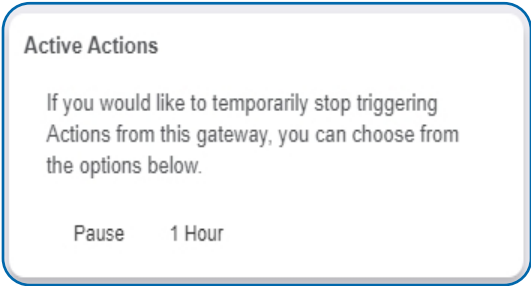 Active Actions
If you would like to temporarily stop triggering
Actions from this gateway, you can choose from
the options below.
Pause 1 Hour